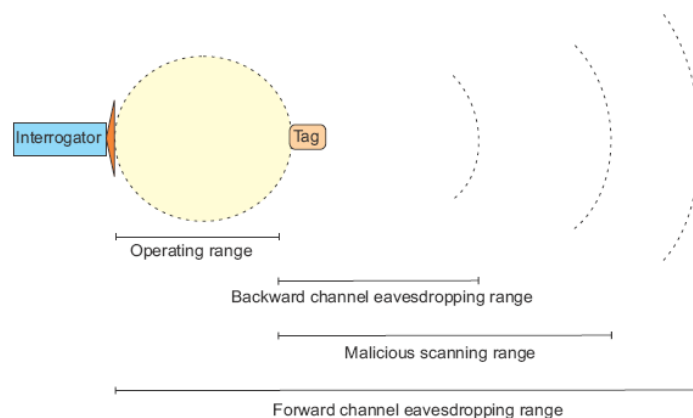 Interrogator
Tag
Operating range
Backward channel eavesdropping range
Malicious scanning range
Forward channel eavesdropping range